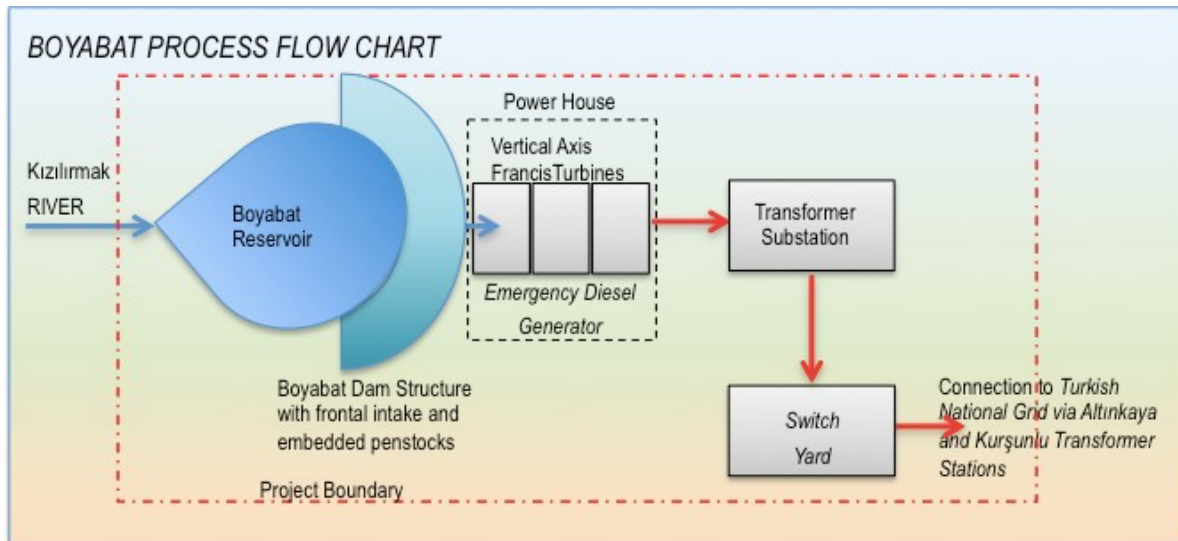 BOYABAT PROCESS FLOW CHART
Kızılırmak
RIVER
Boyabat
Reservoir
Boyabat Dam Structure
with frontal intake and
embedded penstocks
Power House
Vertical Axis
FrancisTurbines
Emergency Diesel
Generator
Transformer
Substation
Switch
Yard
Connection to Turkish
National Grid via Altınkaya
and Kurşunlu Transformer
Stations
Project Boundary